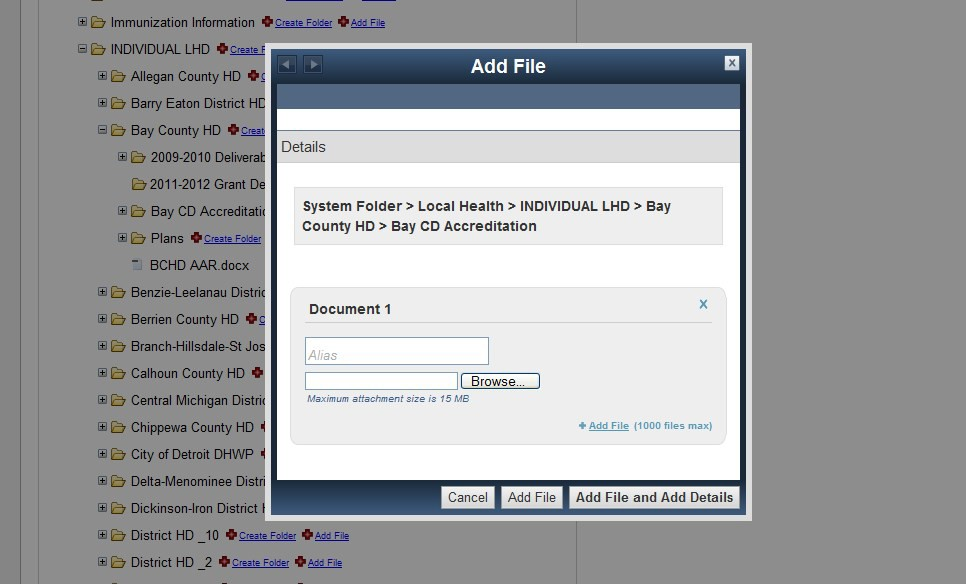 Immunization Information Create Folder Add File
INDIVIDUAL LHD Create
Allegan County HD
Barry Eaton District HD
Bay County HD Creat
2009-2010 Deliverab
2011-2012 Grant De
Bay CD Accreditatio
Plans Create Folder
BCHD AAR.docx
Benzie-Leelanau Distric
Berrien County HD C
Branch-Hillsdale-St Jos
Calhoun County HD
Central Michigan Distric
Chippewa County HD
City of Detroit DHWP
Delta-Menominee Distri
Dickinson-Iron District
District HD _10 Create Folder Add File
District HD _2 Create Folder Add File
Add File X
Details
System Folder > Local Health > INDIVIDUAL LHD > Bay
County HD > Bay CD Accreditation
Document 1 X
Alias
Browse...
Maximum attachment size is 15 MB
Add File (1000 files max)
Cancel Add File Add File and Add Details